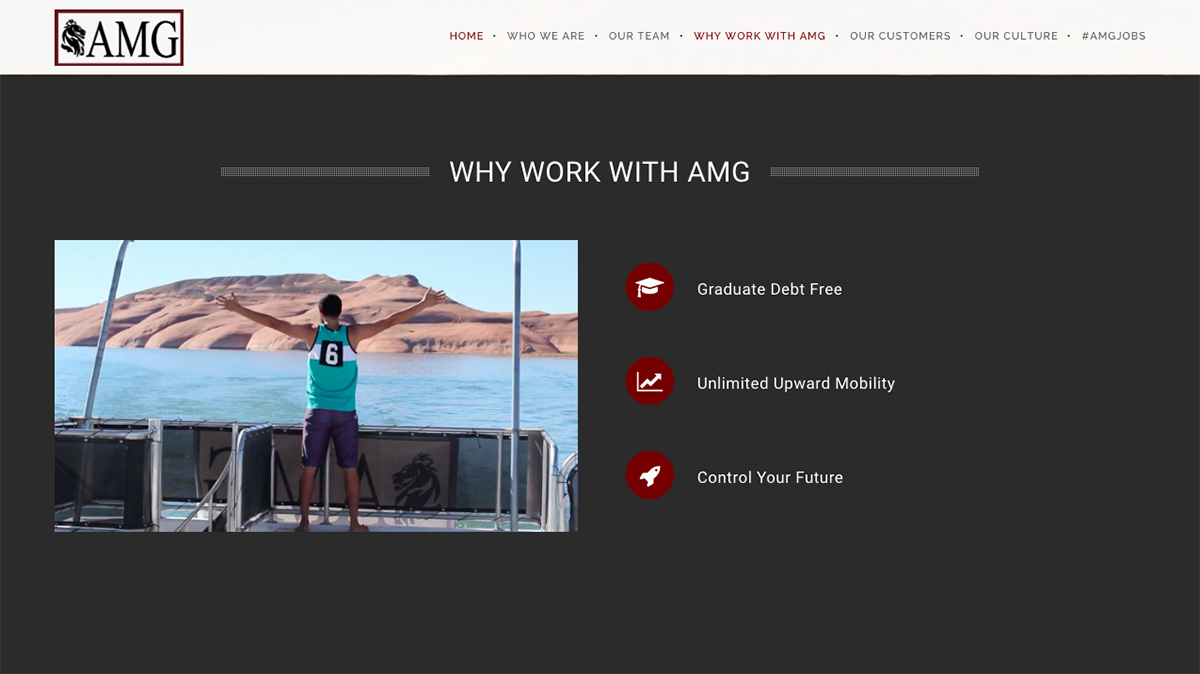 AMG
HOME • WHO WE ARE • OUR TEAM • WHY WORK WITH AMG • OUR CUSTOMERS • OUR CULTURE • #AMGJOBS
WHY WORK WITH AMG
6
AMG
Graduate Debt Free
Unlimited Upward Mobility
Control Your Future